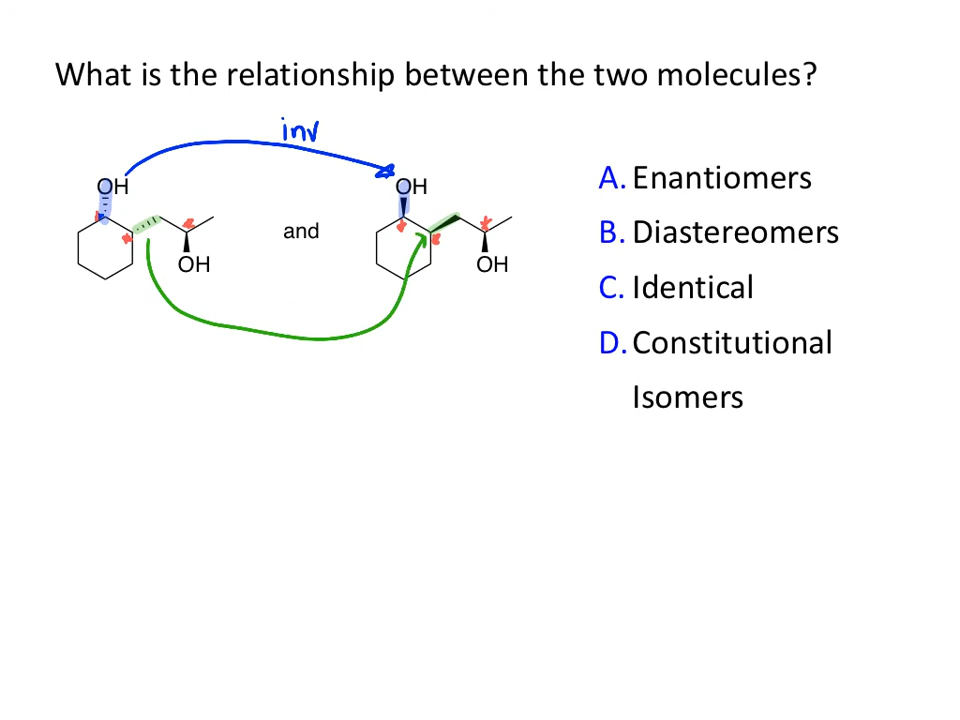 What is the relationship between the two molecules?
inv
OH
OH
and
OH
OH
A. Enantiomers
B. Diastereomers
C. Identical
D. Constitutional
Isomers